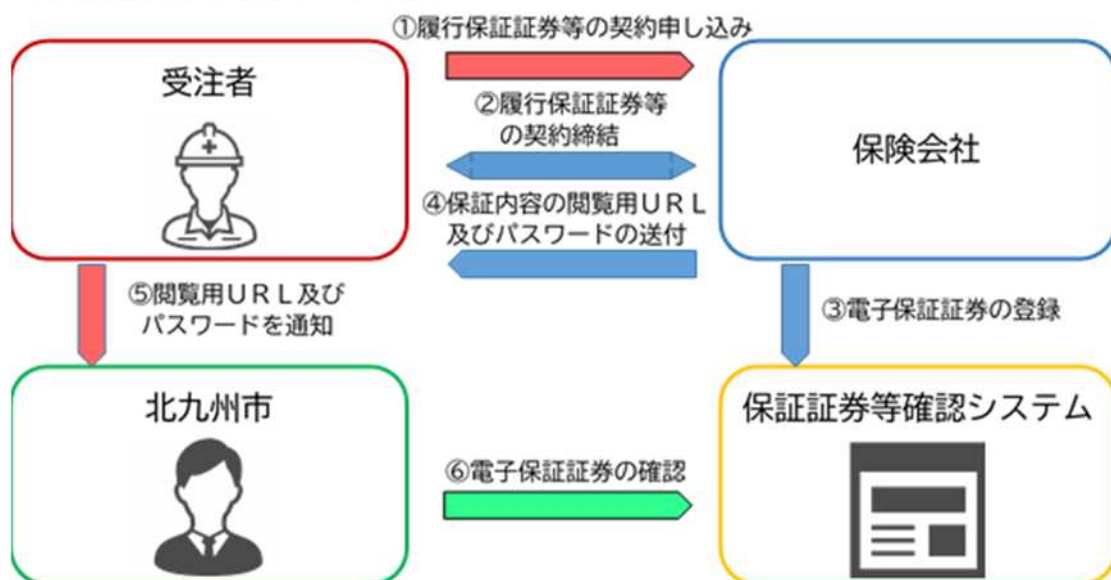 ①履行保証証券等の契約申し込み
受注者
②履行保証証券等
の契約締結
保険会社
④保証内容の閲覧用ＵＲＬ
及びパスワードの送付
⑤閲覧用ＵＲＬ及び
パスワードを通知
③電子保証証券の登録
北九州市
保証証券等確認システム
⑥電子保証証券の確認